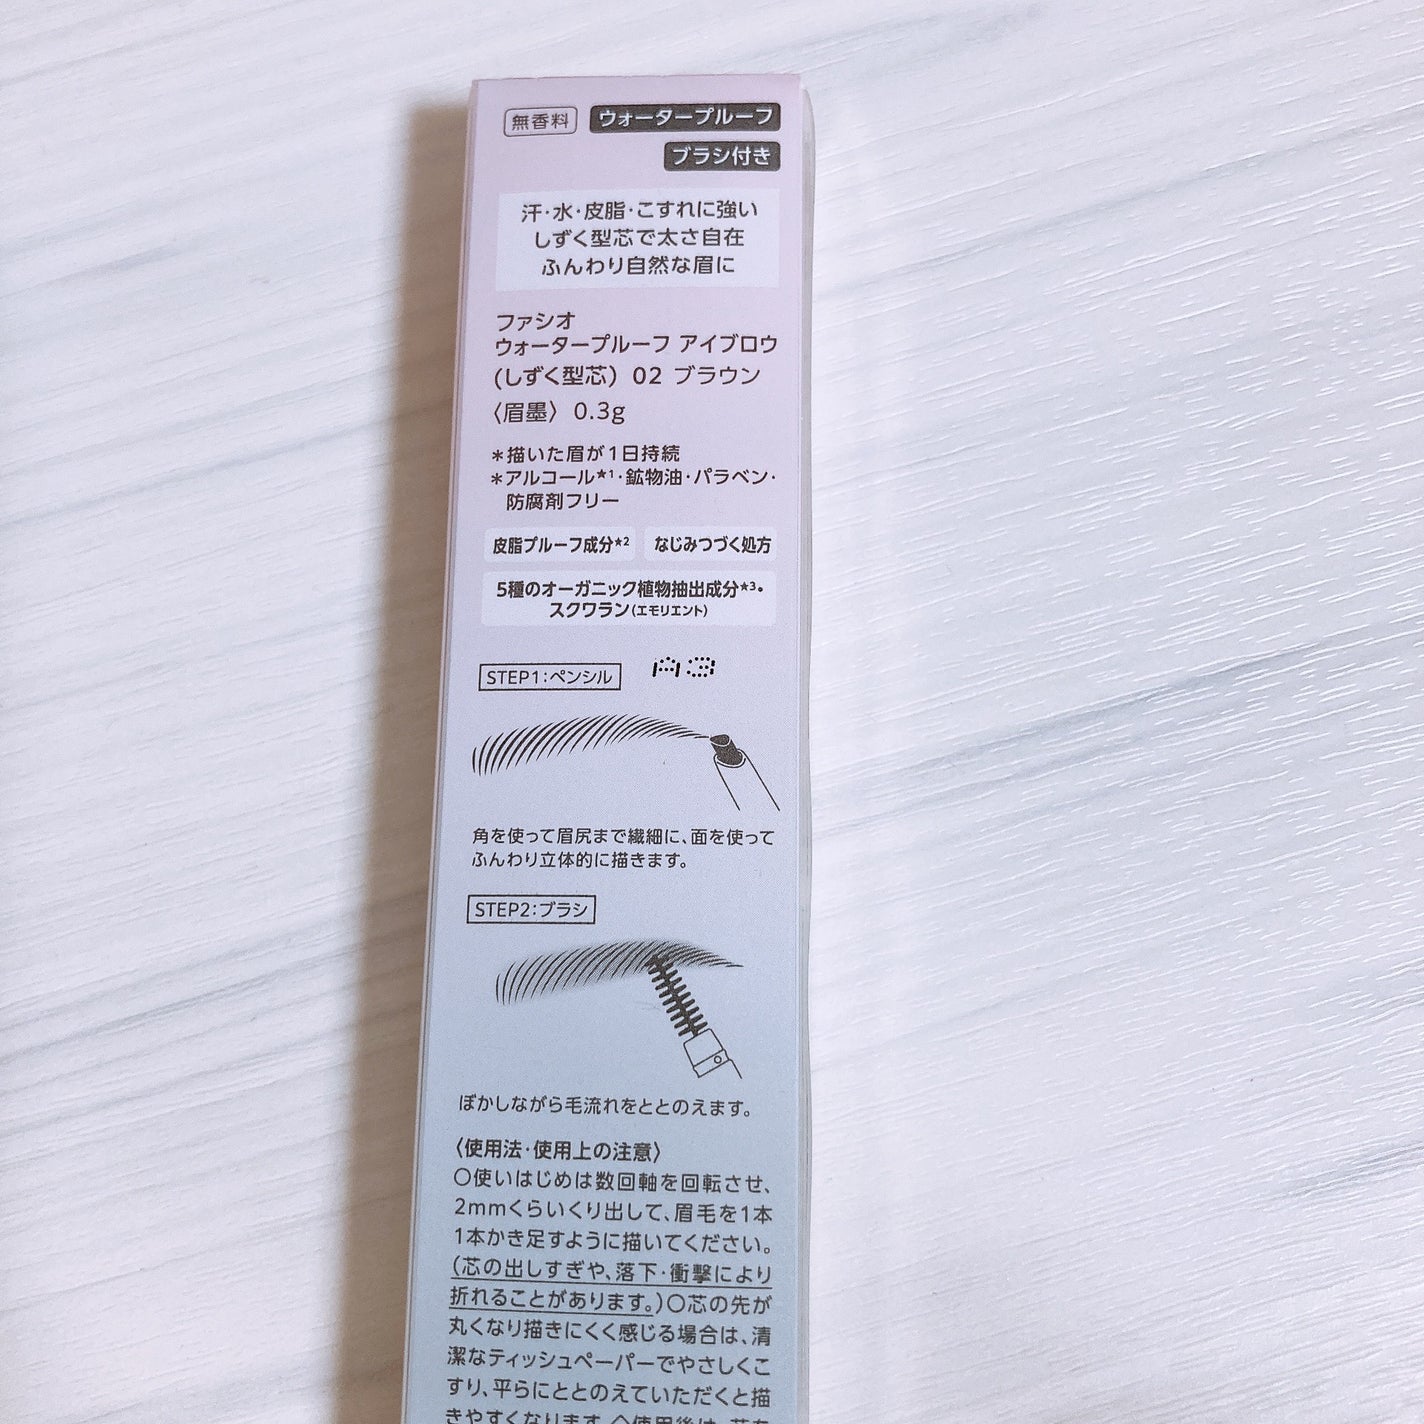 無香料 ウォータープルーフ
ブラシ付き
汗・水・皮脂・こすれに強い
しずく型芯で太さ自在
ふんわり自然な眉に
ファシオ
ウォータープルーフ アイブロウ
(しずく型芯) 02 ブラウン
〈眉墨〉 0.3g
＊描いた眉が1日持続
＊アルコール★1・鉱物油・パラベン・
防腐剤フリー
皮脂プルーフ成分★2 なじみつづく処方
5種のオーガニック植物抽出成分★3・
スクワラン(エモリエント)
STEP1:ペンシル A3
角を使って眉尻まで繊細に、面を使って
ふんわり立体的に描きます。
STEP2:ブラシ
ぼかしながら毛流れをととのえます。
〈使用法・使用上の注意〉
○使いはじめは数回軸を回転させ、
2mmくらいくり出して、眉毛を1本
1本かき足すように描いてください。
(芯の出しすぎや、落下・衝撃により
折れることがあります。)○芯の先が
丸くなり描きにくく感じる場合は、清
潔なティッシュペーパーでやさしくこ
すり、平らにととのえていただくと描
きやすくなります。○使用後は、芯を